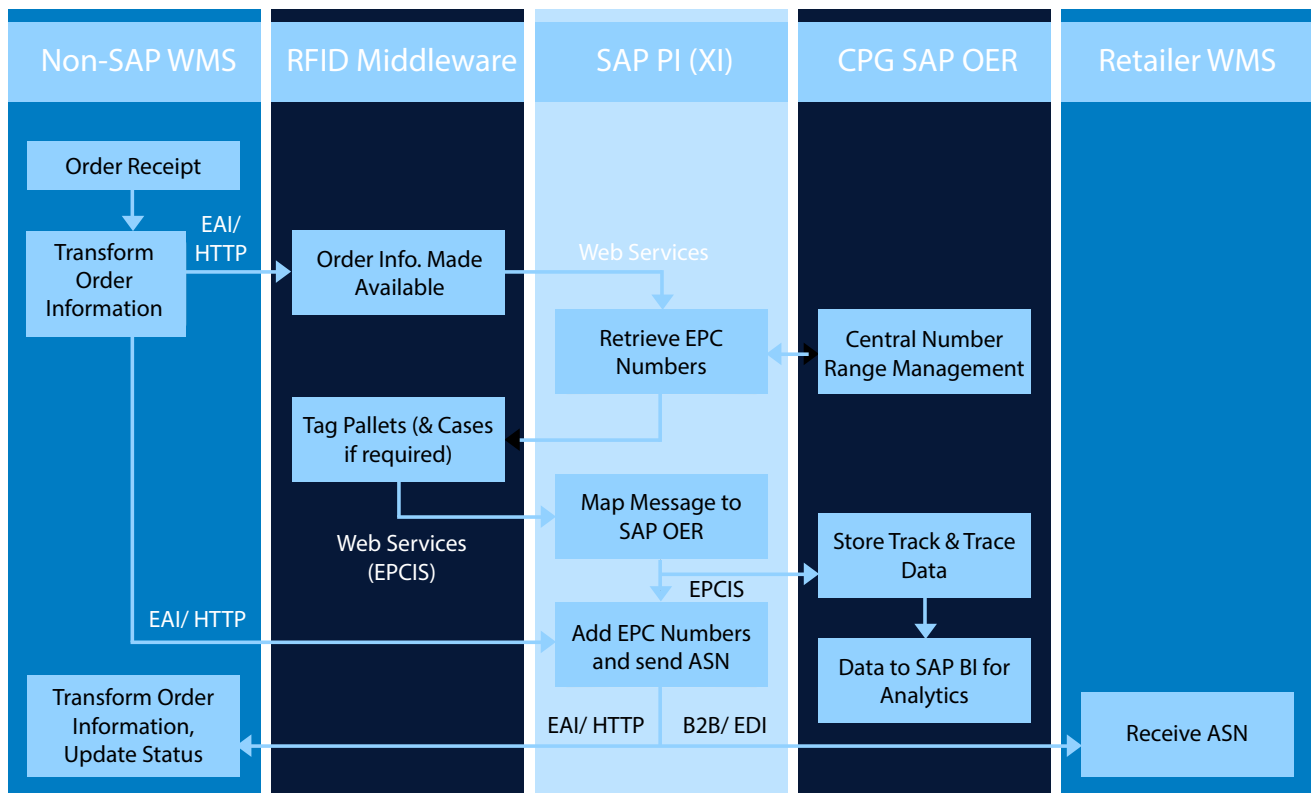 Non-SAP WMS
RFID Middleware
SAP PI (XI)
CPG SAP OER
Retailer WMS
Order Receipt
EAI/
HTTP
Transform
Order
Information
Order Info. Made
Available
Web Services
Retrieve EPC
Numbers
Central Number
Range Management
Tag Pallets (& Cases
if required)
Map Message to
SAP OER
Web Services
(EPCIS)
Store Track & Trace
Data
EPCIS
EAI/ HTTP
Add EPC Numbers
and send ASN
Data to SAP BI for
Analytics
Transform Order
Information,
Update Status
EAI/ HTTP
B2B/ EDI
Receive ASN